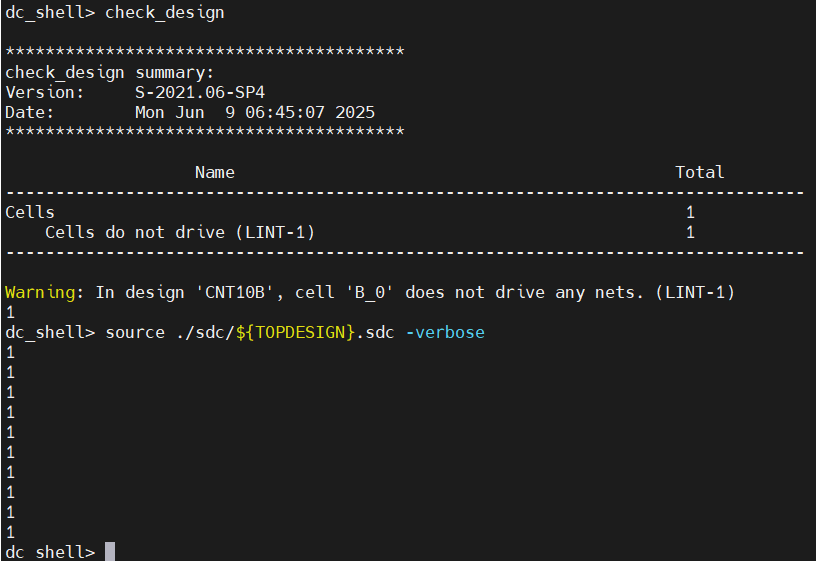 dc_shell> check_design
****************************************
check_design summary:
Version:     S-2021.06-SP4
Date:        Mon Jun  9 06:45:07 2025
****************************************
                   Name                                            Total
--------------------------------------------------------------------------------
Cells                                                               1
    Cells do not drive (LINT-1)                                     1
--------------------------------------------------------------------------------
Warning: In design 'CNT10B', cell 'B_0' does not drive any nets. (LINT-1)
1
dc_shell> source ./sdc/${TOPDESIGN}.sdc -verbose
1
1
1
1
1
1
1
1
1
1
dc_shell>